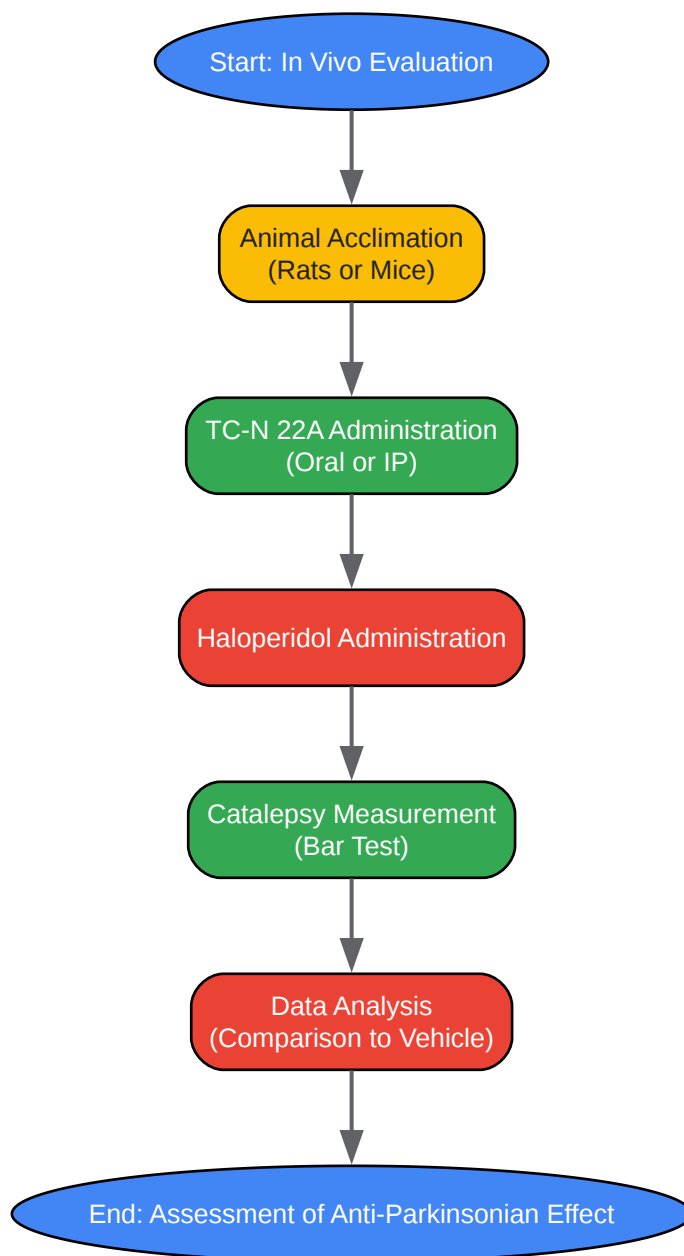 Start: In Vivo Evaluation
Animal Acclimation
(Rats or Mice)
TC-N 22A Administration
(Oral or IP)
Haloperidol Administration
Catalepsy Measurement
(Bar Test)
Data Analysis
(Comparison to Vehicle)
End: Assessment of Anti-Parkinsonian Effect